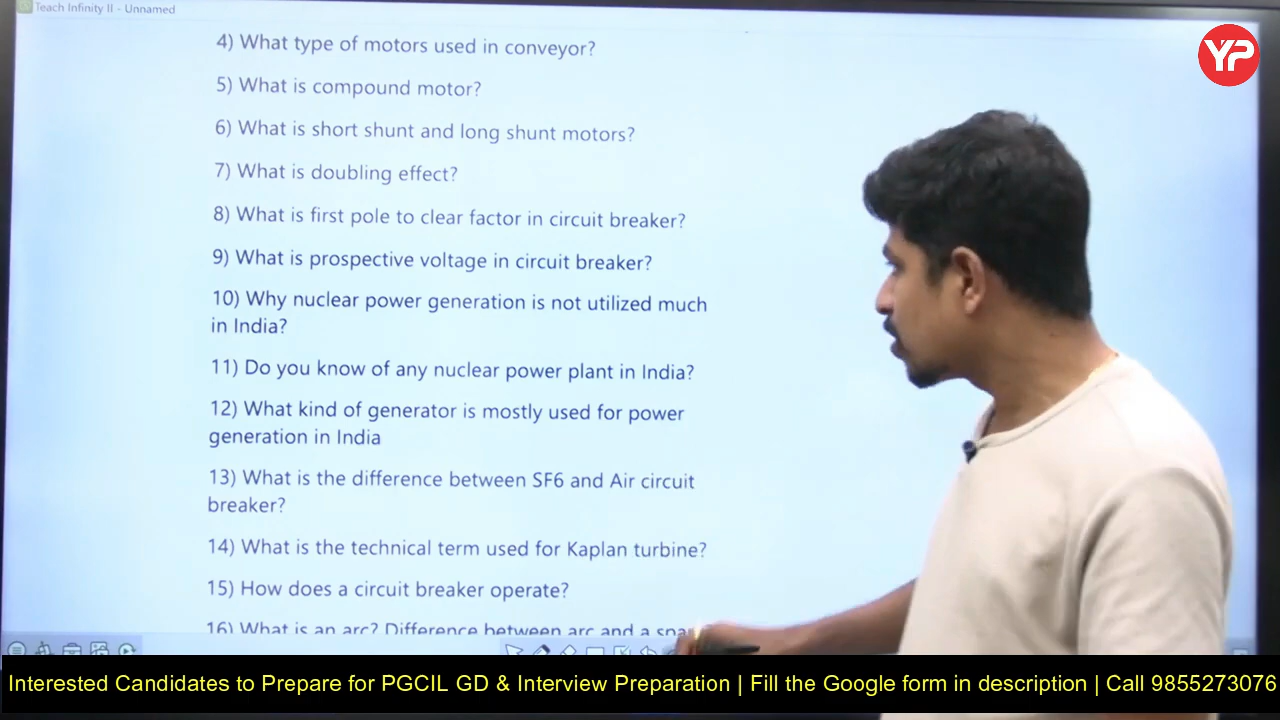 Teach Infinity II - Unnamed
YP
4) What type of motors used in conveyor?
5) What is compound motor?
6) What is short shunt and long shunt motors?
7) What is doubling effect?
8) What is first pole to clear factor in circuit breaker?
9) What is prospective voltage in circuit breaker?
10) Why nuclear power generation is not utilized much
in India?
11) Do you know of any nuclear power plant in India?
12) What kind of generator is mostly used for power
generation in India
13) What is the difference between SF6 and Air circuit
breaker?
14) What is the technical term used for Kaplan turbine?
15) How does a circuit breaker operate?
16) What is an arc? Difference between arc and a
Interested Candidates to Prepare for PGCIL GD & Interview Preparation | Fill the Google form in description | Call 9855273076